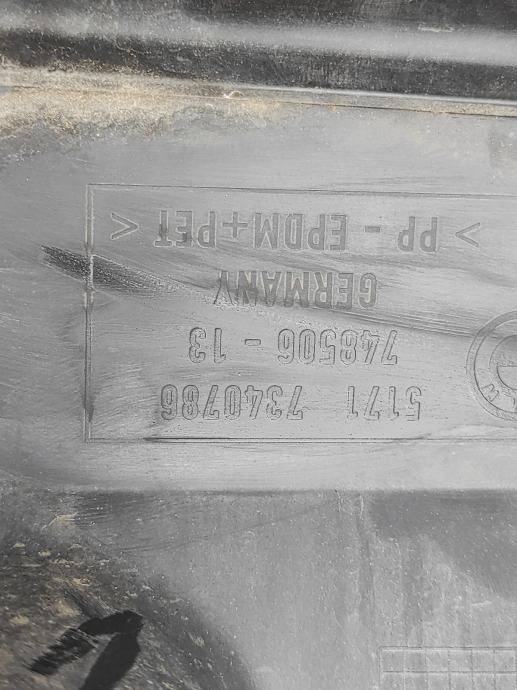 5171 7340786
748506 - 13
GERMANY
> PP - EPDM+PET <